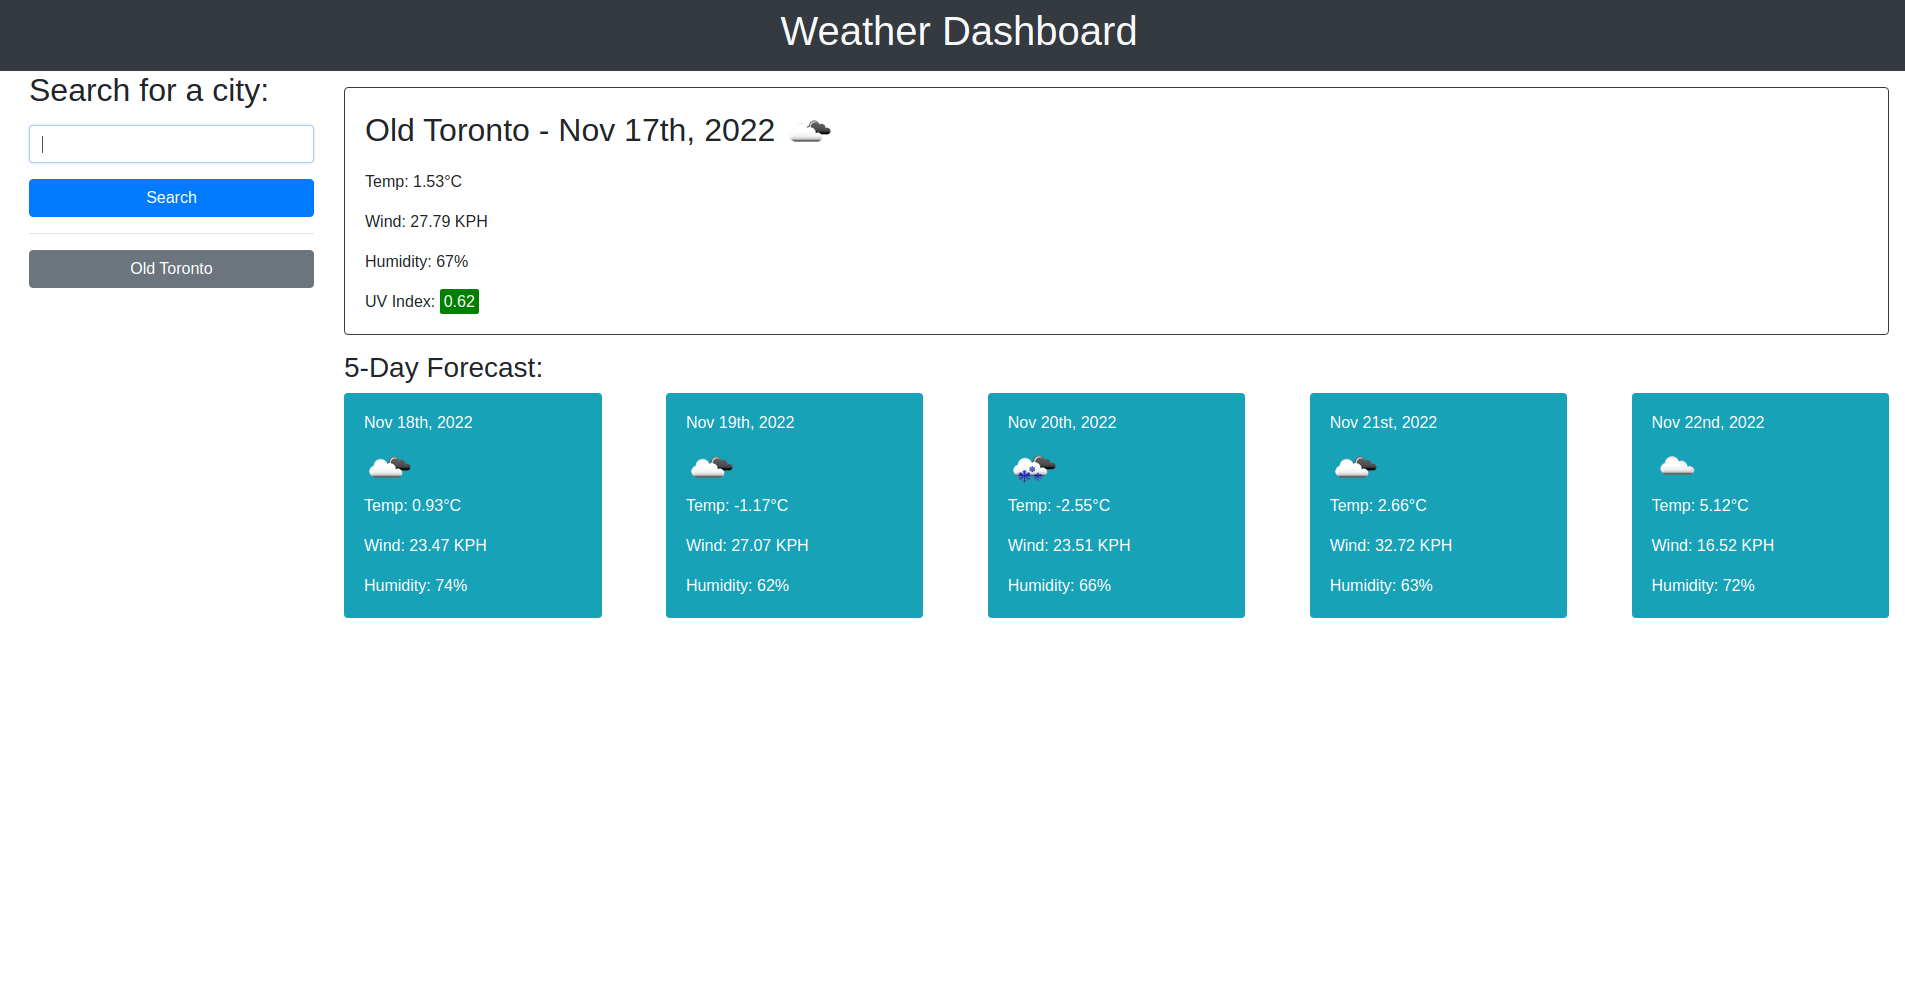 Weather Dashboard
Search for a city:
Search
Old Toronto
Old Toronto - Nov 17th, 2022
Temp: 1.53°C
Wind: 27.79 KPH
Humidity: 67%
UV Index: 0.62
5-Day Forecast:
Nov 18th, 2022
Temp: 0.93°C
Wind: 23.47 KPH
Humidity: 74%
Nov 19th, 2022
Temp: -1.17°C
Wind: 27.07 KPH
Humidity: 62%
Nov 20th, 2022
Temp: -2.55°C
Wind: 23.51 KPH
Humidity: 66%
Nov 21st, 2022
Temp: 2.66°C
Wind: 32.72 KPH
Humidity: 63%
Nov 22nd, 2022
Temp: 5.12°C
Wind: 16.52 KPH
Humidity: 72%